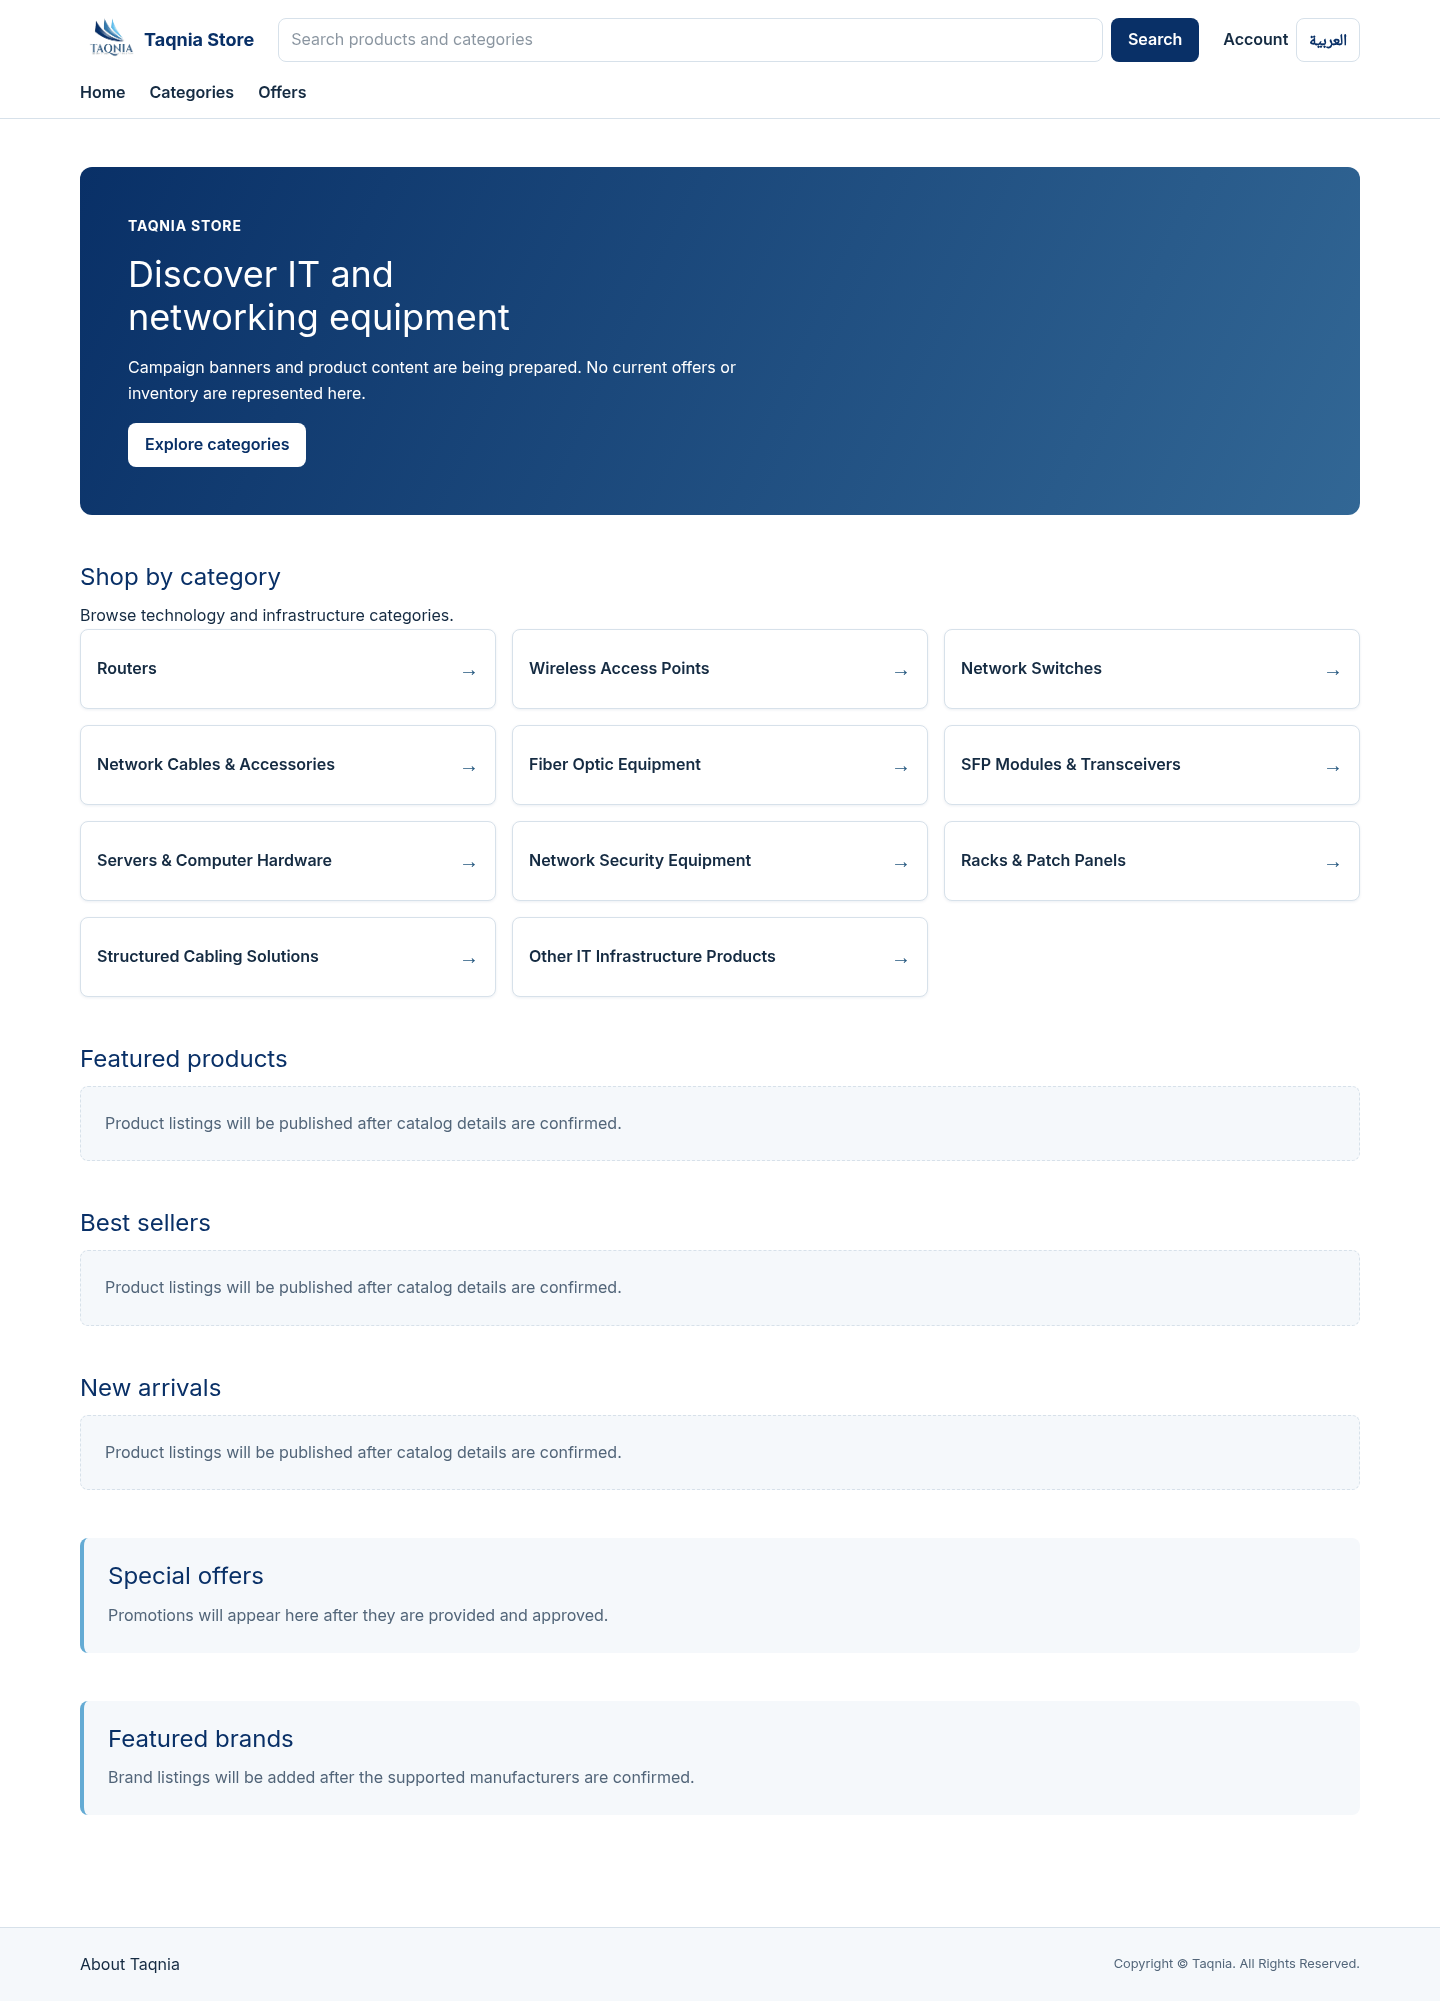 TAQNIA
Taqnia Store
Search products and categories
Search
Account
العربية
Home
Categories
Offers
TAQNIA STORE
Discover IT and
networking equipment
Campaign banners and product content are being prepared. No current offers or
inventory are represented here.
Explore categories
Shop by category
Browse technology and infrastructure categories.
Routers →
Wireless Access Points →
Network Switches →
Network Cables & Accessories →
Fiber Optic Equipment →
SFP Modules & Transceivers →
Servers & Computer Hardware →
Network Security Equipment →
Racks & Patch Panels →
Structured Cabling Solutions →
Other IT Infrastructure Products →
Featured products
Product listings will be published after catalog details are confirmed.
Best sellers
Product listings will be published after catalog details are confirmed.
New arrivals
Product listings will be published after catalog details are confirmed.
Special offers
Promotions will appear here after they are provided and approved.
Featured brands
Brand listings will be added after the supported manufacturers are confirmed.
About Taqnia
Copyright © Taqnia. All Rights Reserved.